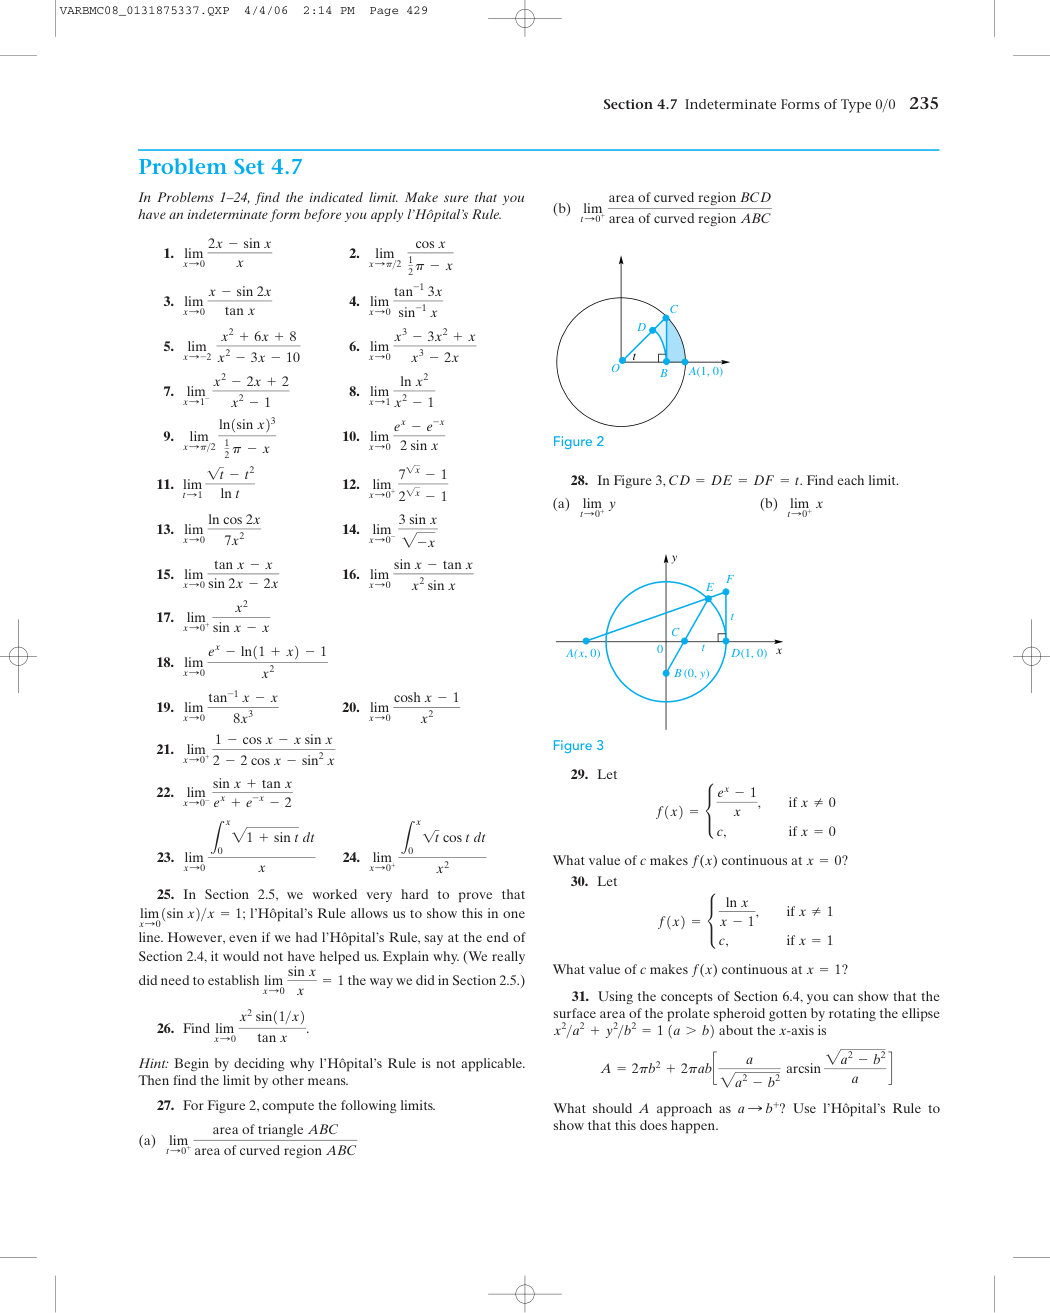 VARBMC08_0131875337.QXP 4/4/06 2:14 PM Page 429
Section 4.7 Indeterminate Forms of Type 0/0 235
Problem Set 4.7
In Problems 1–24, find the indicated limit. Make sure that you
have an indeterminate form before you apply l'Hôpital's Rule.
1. lim_{x→0} (2x − sin x)/x
2. lim_{x→π/2} (cos x)/(½π − x)
3. lim_{x→0} (x − sin 2x)/(tan x)
4. lim_{x→0} (tan⁻¹ 3x)/(sin⁻¹ x)
5. lim_{x→−2} (x² + 6x + 8)/(x² − 3x − 10)
6. lim_{x→0} (x³ − 3x² + x)/(x³ − 2x)
7. lim_{x→1⁻} (x² − 2x + 2)/(x² − 1)
8. lim_{x→1} (ln x²)/(x² − 1)
9. lim_{x→π/2} (ln(sin x)³)/(½π − x)
10. lim_{x→0} (eˣ − e⁻ˣ)/(2 sin x)
11. lim_{t→1} (√t − t²)/(ln t)
12. lim_{x→0⁺} (7^{√x} − 1)/(2^{√x} − 1)
13. lim_{x→0} (ln cos 2x)/(7x²)
14. lim_{x→0⁻} (3 sin x)/(√−x)
15. lim_{x→0} (tan x − x)/(sin 2x − 2x)
16. lim_{x→0} (sin x − tan x)/(x² sin x)
17. lim_{x→0⁺} x²/(sin x − x)
18. lim_{x→0} (eˣ − ln(1 + x) − 1)/x²
19. lim_{x→0} (tan⁻¹ x − x)/(8x³)
20. lim_{x→0} (cosh x − 1)/x²
21. lim_{x→0⁺} (1 − cos x − x sin x)/(2 − 2 cos x − sin² x)
22. lim_{x→0⁻} (sin x + tan x)/(eˣ + e⁻ˣ − 2)
23. lim_{x→0} (∫₀ˣ √(1 + sin t) dt)/x
24. lim_{x→0⁺} (∫₀ˣ √t cos t dt)/x²
25. In Section 2.5, we worked very hard to prove that
lim_{x→0} (sin x)/x = 1; l'Hôpital's Rule allows us to show this in one
line. However, even if we had l'Hôpital's Rule, say at the end of
Section 2.4, it would not have helped us. Explain why. (We really
did need to establish lim_{x→0} (sin x)/x = 1 the way we did in Section 2.5.)
26. Find lim_{x→0} (x² sin(1/x))/(tan x).
Hint: Begin by deciding why l'Hôpital's Rule is not applicable.
Then find the limit by other means.
27. For Figure 2, compute the following limits.
(a) lim_{t→0⁺} (area of triangle ABC)/(area of curved region ABC)
(b) lim_{t→0⁺} (area of curved region BCD)/(area of curved region ABC)
C
D
t
O
B
A(1, 0)
Figure 2
28. In Figure 3, CD = DE = DF = t. Find each limit.
(a) lim_{t→0⁺} y
(b) lim_{t→0⁺} x
y
F
E
t
C
A(x, 0)
0
t
D(1, 0)
x
B(0, y)
Figure 3
29. Let
f(x) = { (eˣ − 1)/x, if x ≠ 0
c, if x = 0
What value of c makes f(x) continuous at x = 0?
30. Let
f(x) = { (ln x)/(x − 1), if x ≠ 1
c, if x = 1
What value of c makes f(x) continuous at x = 1?
31. Using the concepts of Section 6.4, you can show that the
surface area of the prolate spheroid gotten by rotating the ellipse
x²/a² + y²/b² = 1 (a > b) about the x-axis is
A = 2πb² + 2πab[ a/√(a² − b²) arcsin √(a² − b²)/a ]
What should A approach as a → b⁺? Use l'Hôpital's Rule to
show that this does happen.